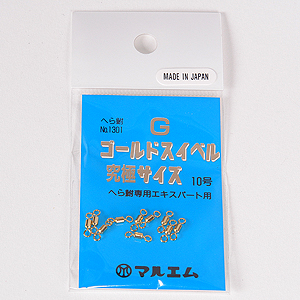 MADE IN JAPAN
へら鮒
No.1301
G
ゴールドスイベル
究極サイズ
10号
へら鮒専用エキスパート用
マルエム